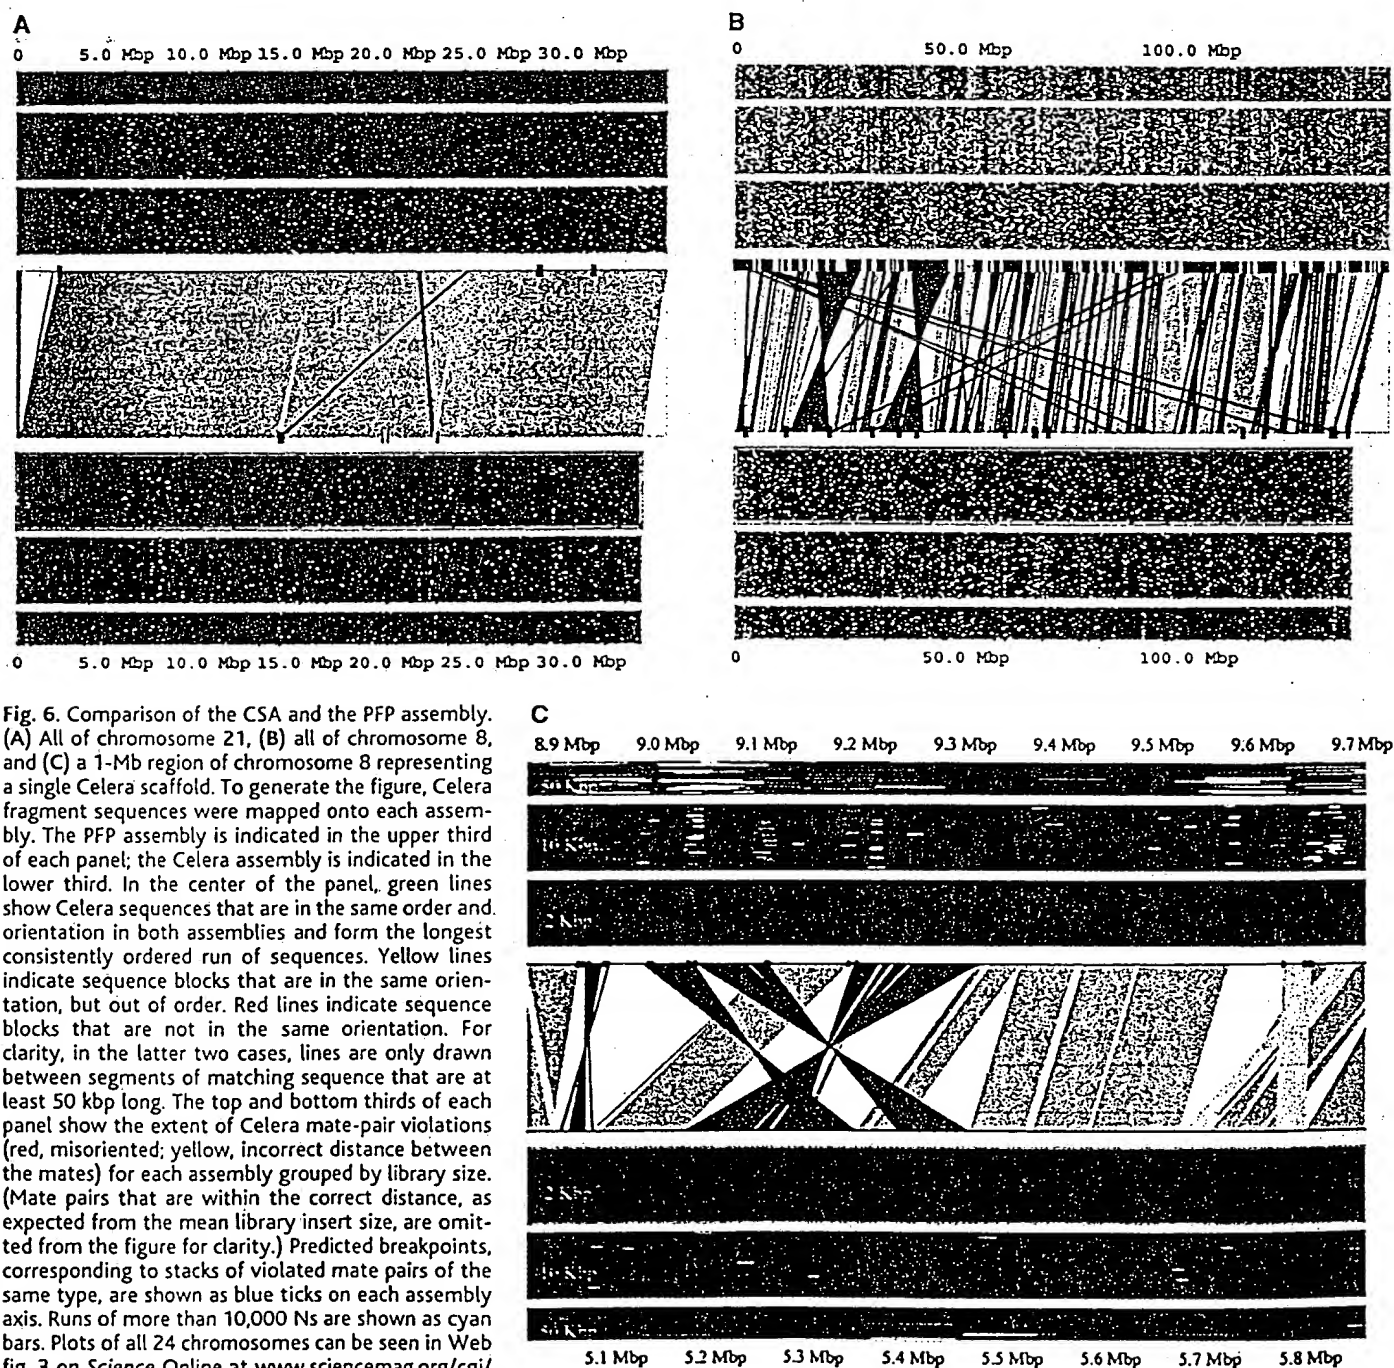 A
0 5.0 Mbp 10.0 Mbp 15.0 Mbp 20.0 Mbp 25.0 Mbp 30.0 Mbp
0 5.0 Mbp 10.0 Mbp 15.0 Mbp 20.0 Mbp 25.0 Mbp 30.0 Mbp
B
0 50.0 Mbp 100.0 Mbp
0 50.0 Mbp 100.0 Mbp
Fig. 6. Comparison of the CSA and the PFP assembly.
(A) All of chromosome 21, (B) all of chromosome 8,
and (C) a 1-Mb region of chromosome 8 representing
a single Celera scaffold. To generate the figure, Celera
fragment sequences were mapped onto each assem-
bly. The PFP assembly is indicated in the upper third
of each panel; the Celera assembly is indicated in the
lower third. In the center of the panel, green lines
show Celera sequences that are in the same order and
orientation in both assemblies and form the longest
consistently ordered run of sequences. Yellow lines
indicate sequence blocks that are in the same orien-
tation, but out of order. Red lines indicate sequence
blocks that are not in the same orientation. For
clarity, in the latter two cases, lines are only drawn
between segments of matching sequence that are at
least 50 kbp long. The top and bottom thirds of each
panel show the extent of Celera mate-pair violations
(red, misoriented; yellow, incorrect distance between
the mates) for each assembly grouped by library size.
(Mate pairs that are within the correct distance, as
expected from the mean library insert size, are omit-
ted from the figure for clarity.) Predicted breakpoints,
corresponding to stacks of violated mate pairs of the
same type, are shown as blue ticks on each assembly
axis. Runs of more than 10,000 Ns are shown as cyan
bars. Plots of all 24 chromosomes can be seen in Web
fig. 3 on Science Online at www.sciencemag.org/cgi/
C
8.9 Mbp 9.0 Mbp 9.1 Mbp 9.2 Mbp 9.3 Mbp 9.4 Mbp 9.5 Mbp 9.6 Mbp 9.7 Mbp
2 Kbp
2 Kbp
5.1 Mbp 5.2 Mbp 5.3 Mbp 5.4 Mbp 5.5 Mbp 5.6 Mbp 5.7 Mbp 5.8 Mbp